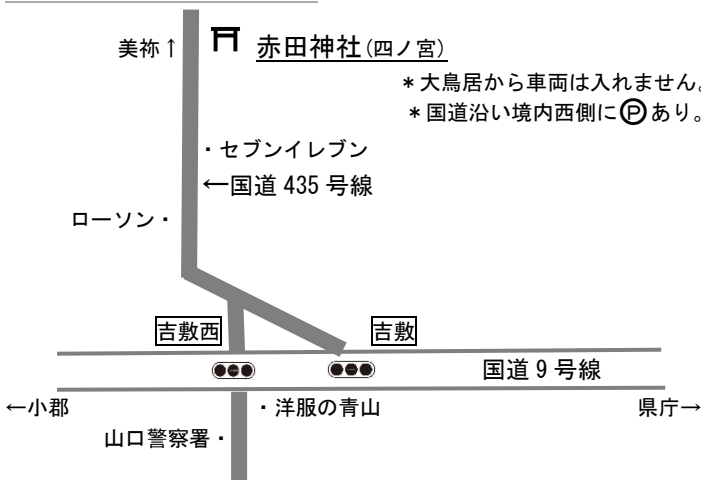 美祢↑
赤田神社(四ノ宮)
＊大鳥居から車両は入れません。
＊国道沿い境内西側にⓅあり。
・セブンイレブン
←国道435号線
ローソン・
吉敷西
吉敷
国道9号線
←小郡
・洋服の青山
県庁→
山口警察署・